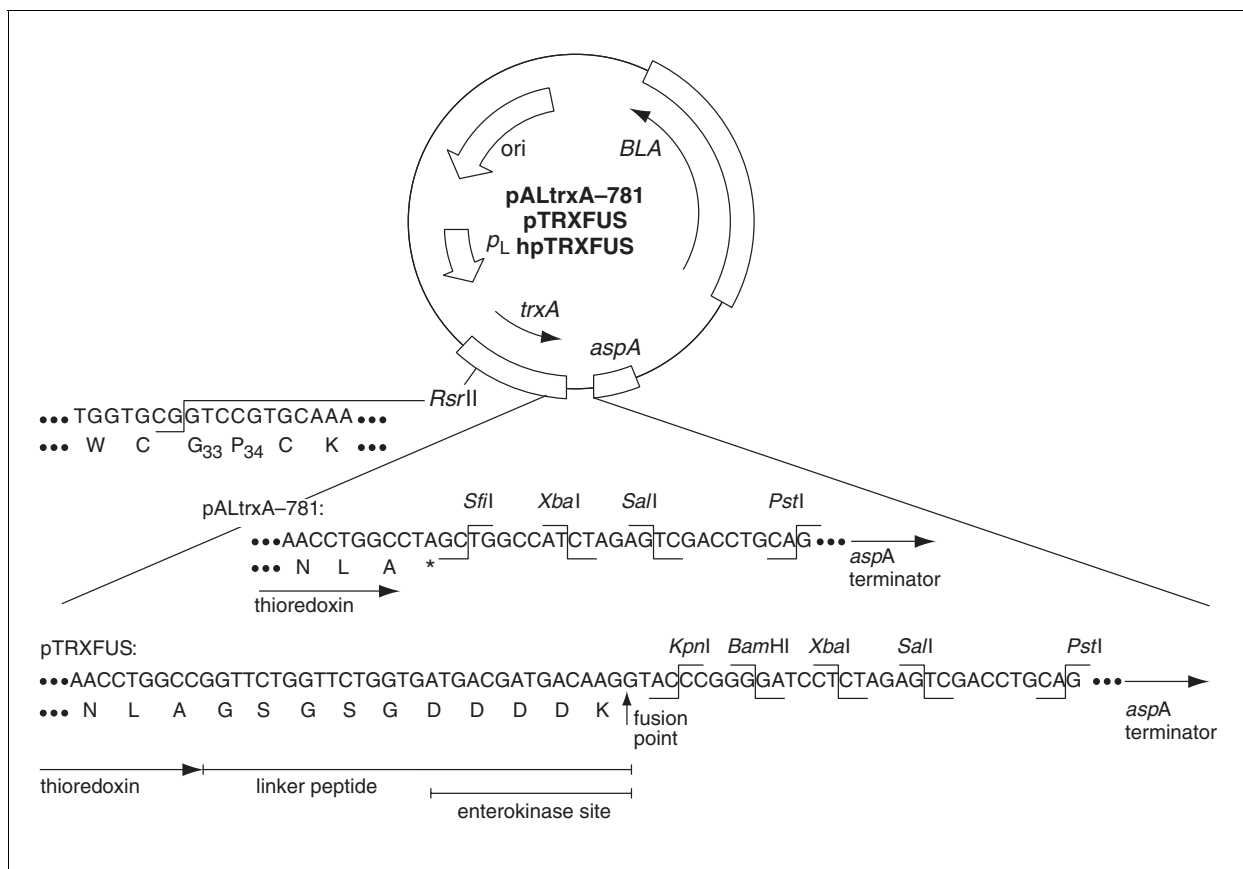 ori
BLA
pALtrxA–781
pTRXFUS
hpTRXFUS
pL
trxA
aspA
RsrII
•••TGGTGCGGTCCGTGCAAA•••
••• W C G33 P34 C K •••
pALtrxA–781:
SfiI XbaI SalI PstI
•••AACCTGGCCTAGCTGGCCATCTAGAGTCGACCTGCAG•••
••• N L A *
aspA
terminator
thioredoxin
pTRXFUS:
KpnI BamHI XbaI SalI PstI
•••AACCTGGCCGGTTCTGGTTCTGGTGATGACGATGACAAGGTACCCGGGGATCCTCTAGAGTCGACCTGCAG•••
••• N L A G S G S G D D D D K
fusion
point
aspA
terminator
thioredoxin linker peptide
enterokinase site